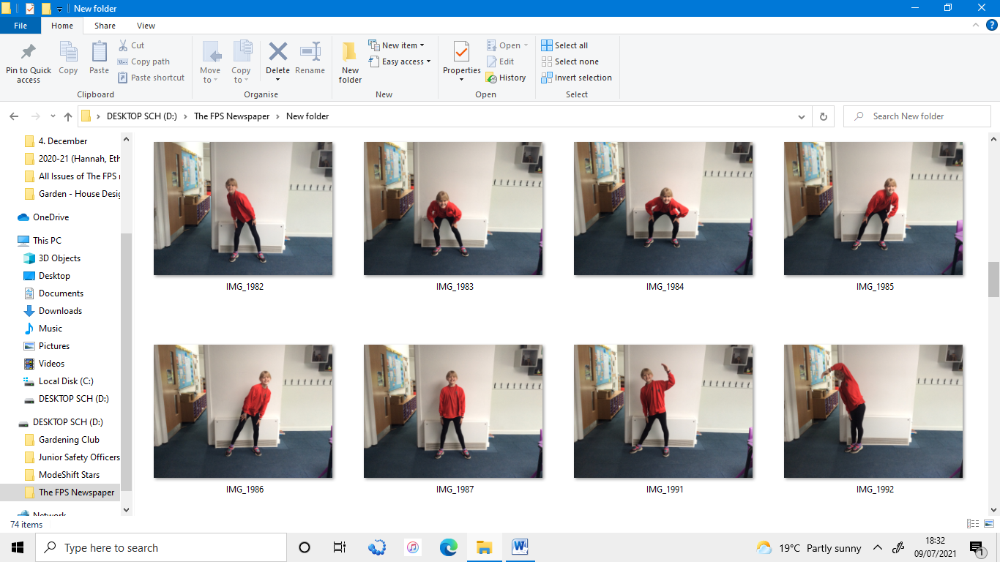 New folder
File
Home
Share
View
Pin to Quick access
Copy
Paste
Cut
Copy path
Paste shortcut
Clipboard
Move to
Copy to
Delete
Rename
Organise
New folder
New item
Easy access
New
Properties
Open
Edit
History
Open
Select all
Select none
Invert selection
Select
DESKTOP SCH (D:) > The FPS Newspaper > New folder
Search New folder
4. December
2020-21 (Hannah, Eth
All Issues of The FPS r
Garden - House Desig
OneDrive
This PC
3D Objects
Desktop
Documents
Downloads
Music
Pictures
Videos
Local Disk (C:)
DESKTOP SCH (D:)
DESKTOP SCH (D:)
Gardening Club
Junior Safety Officers
ModeShift Stars
The FPS Newspaper
Network
IMG_1982
IMG_1983
IMG_1984
IMG_1985
IMG_1986
IMG_1987
IMG_1991
IMG_1992
74 items
Type here to search
19°C Partly sunny
18:32
09/07/2021
1